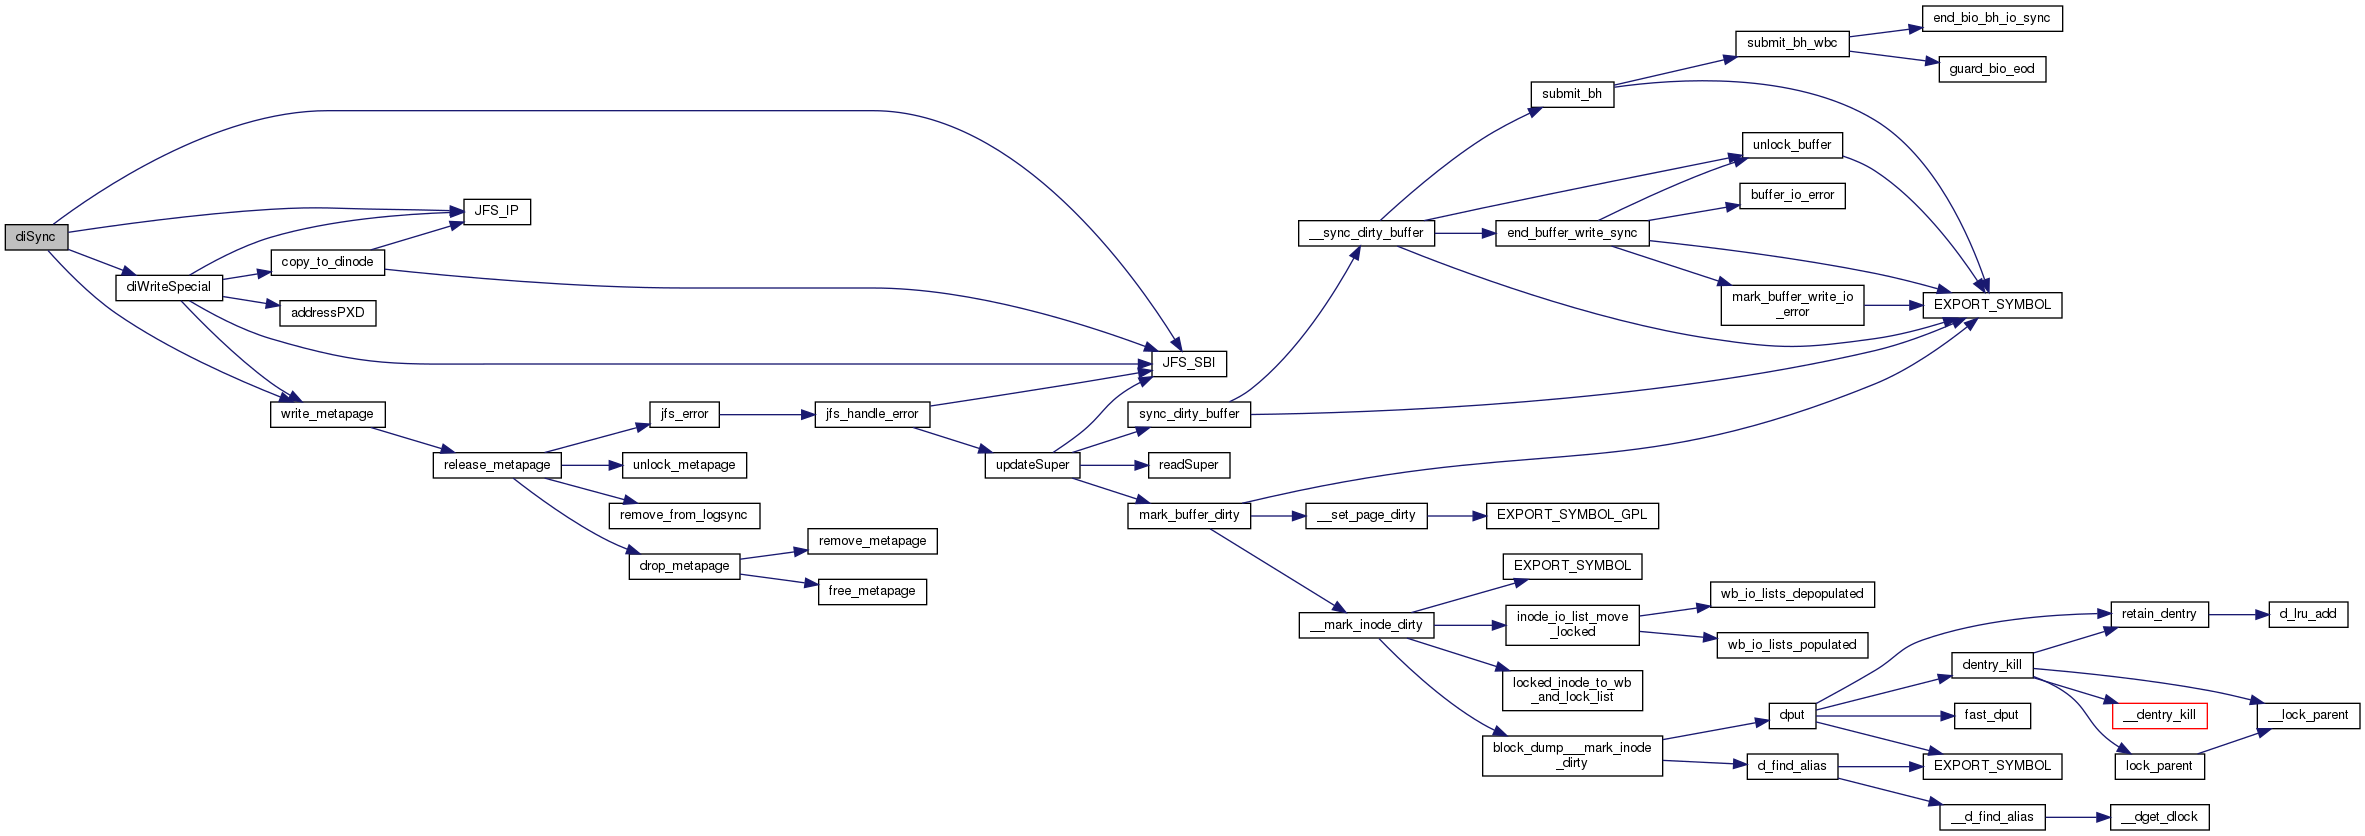 diSync
diWriteSpecial
JFS_IP
copy_to_dinode
addressPXD
write_metapage
release_metapage
jfs_error
unlock_metapage
remove_from_logsync
drop_metapage
remove_metapage
free_metapage
jfs_handle_error
updateSuper
JFS_SBI
sync_dirty_buffer
readSuper
mark_buffer_dirty
__sync_dirty_buffer
submit_bh
submit_bh_wbc
end_bio_bh_io_sync
guard_bio_eod
unlock_buffer
end_buffer_write_sync
buffer_io_error
mark_buffer_write_io
_error
EXPORT_SYMBOL
__set_page_dirty
EXPORT_SYMBOL_GPL
__mark_inode_dirty
EXPORT_SYMBOL
inode_io_list_move
_locked
wb_io_lists_depopulated
wb_io_lists_populated
locked_inode_to_wb
_and_lock_list
block_dump___mark_inode
_dirty
dput
d_find_alias
retain_dentry
d_lru_add
dentry_kill
__dentry_kill
__lock_parent
fast_dput
lock_parent
EXPORT_SYMBOL
__d_find_alias
__dget_dlock